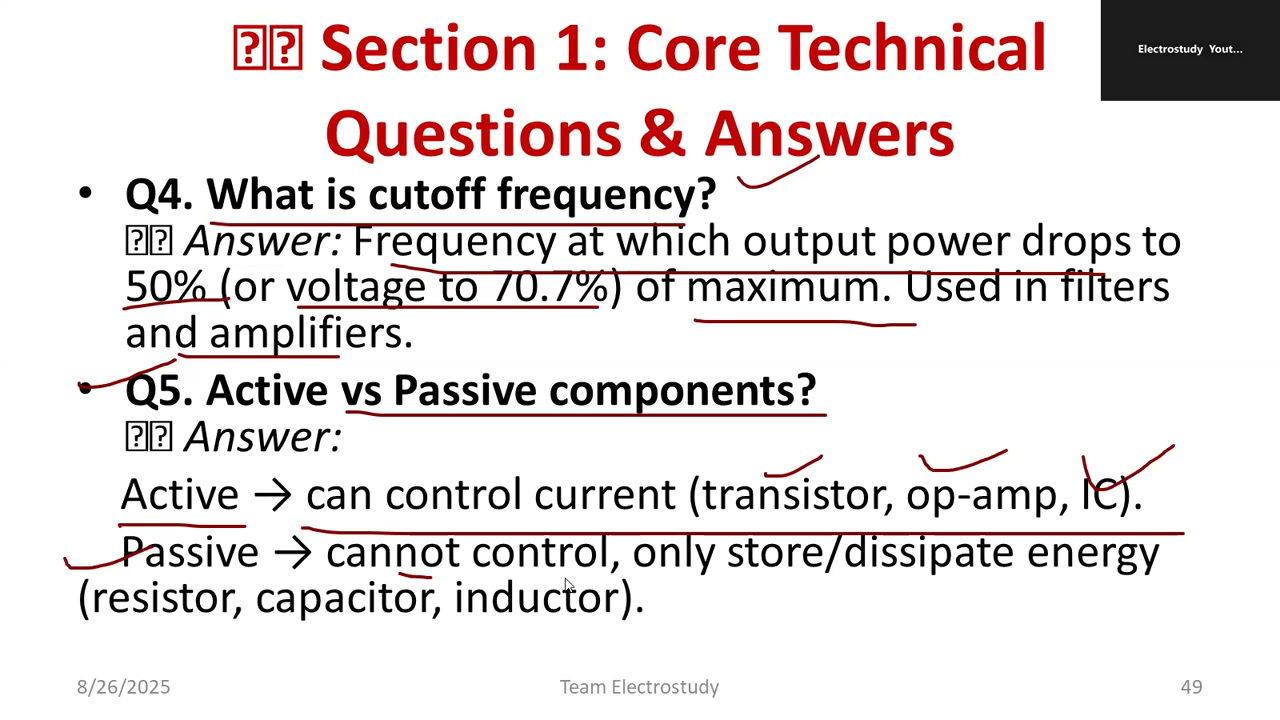 Electrostudy Yout...
Section 1: Core Technical
Questions & Answers
• Q4. What is cutoff frequency?
Answer: Frequency at which output power drops to
50% (or voltage to 70.7%) of maximum. Used in filters
and amplifiers.
• Q5. Active vs Passive components?
Answer:
Active → can control current (transistor, op-amp, IC).
Passive → cannot control, only store/dissipate energy
(resistor, capacitor, inductor).
8/26/2025
Team Electrostudy
49